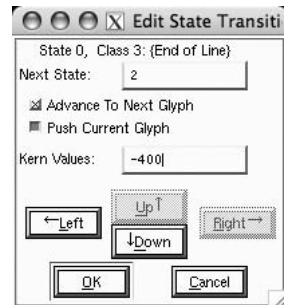 X Edit State Transiti
State 0, Class 3: {End of Line}
Next State: 2
Advance To Next Glyph
Push Current Glyph
Kern Values: -400
Up↑
←Left
Right→
↓Down
OK Cancel